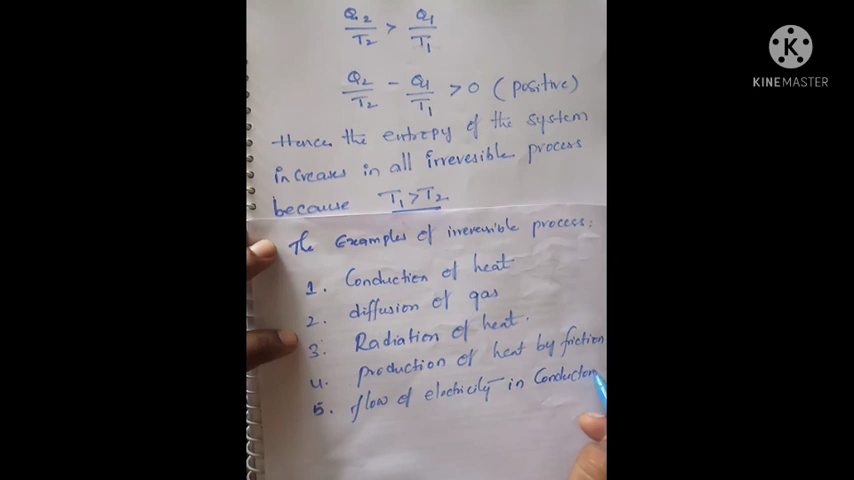 Q2/T2 > Q1/T1
Q2/T2 - Q1/T1 > 0 (positive)
Hence the entropy of the system
increases in all irrevesible process
because T1 > T2
The Examples of irreversible process:
1. Conduction of heat
2. diffusion of gas
3. Radiation of heat.
4. production of heat by friction
5. flow of electricity in Conductors
K
KINEMASTER